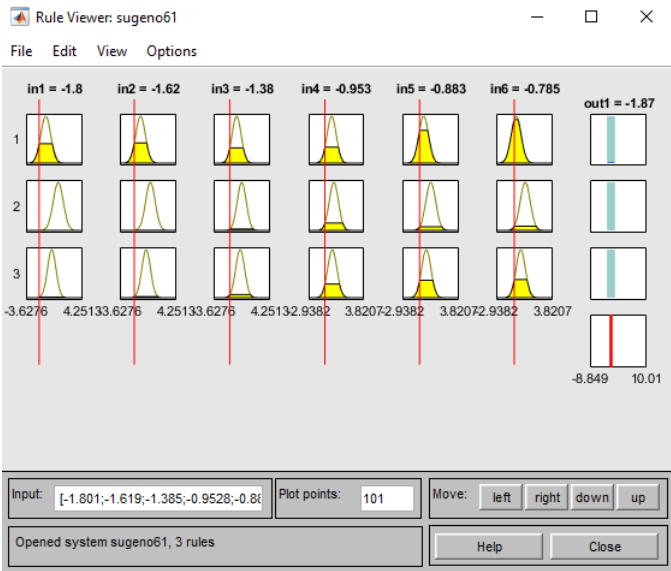 Rule Viewer: sugeno61
File Edit View Options
in1 = -1.8 in2 = -1.62 in3 = -1.38 in4 = -0.953 in5 = -0.883 in6 = -0.785
out1 = -1.87
1
2
3
-3.6276 4.2513 -3.6276 4.2513 -3.6276 4.2513 -2.9382 3.8207 -2.9382 3.8207 -2.9382 3.8207
-8.849 10.01
Input: [-1.801;-1.619;-1.385;-0.9528;-0.88 Plot points: 101 Move: left right down up
Opened system sugeno61, 3 rules
Help Close